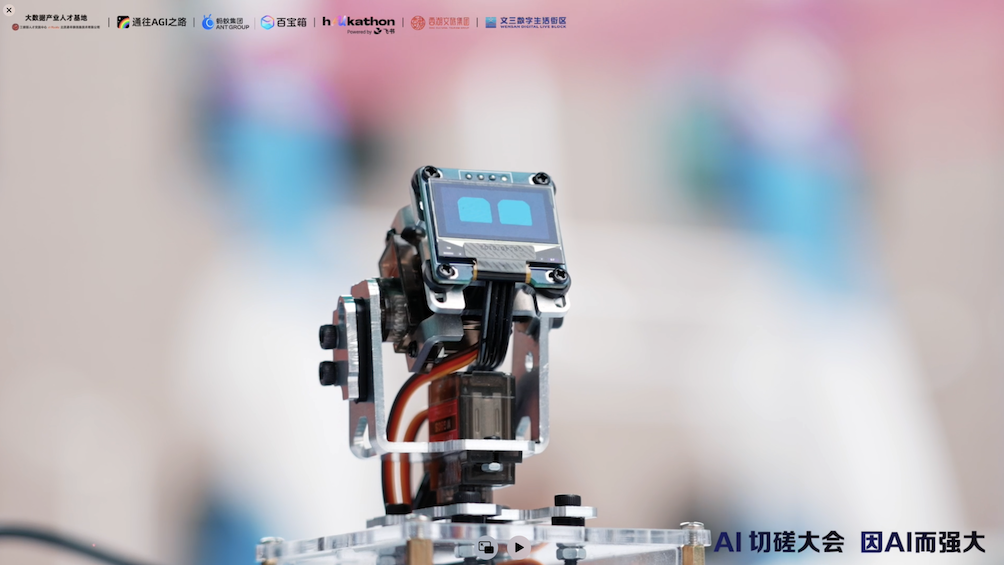 大数据产业人才基地
通往AGI之路
蚂蚁集团
ANT GROUP
百宝箱
kathon
Powered by 飞书
西湖文旅集团
文三数字生活街区
WENSAN DIGITAL LIVE BLOCK
AI 切磋大会 因AI而强大